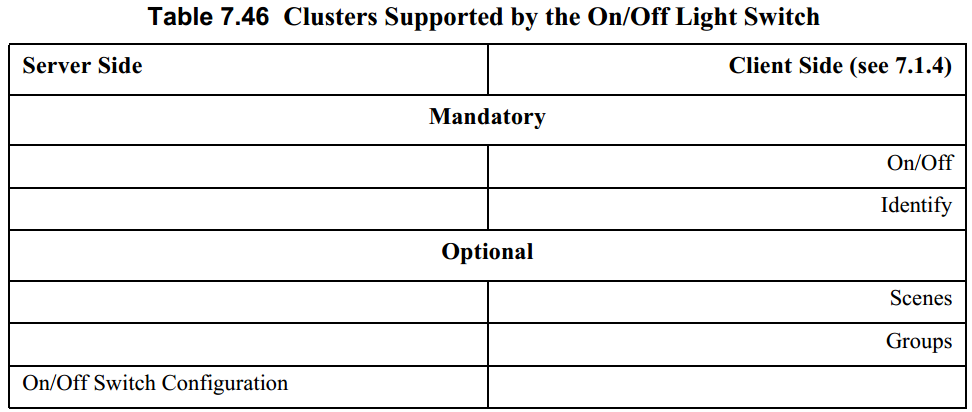 Table 7.46 Clusters Supported by the On/Off Light Switch
Server Side Client Side (see 7.1.4)
Mandatory
On/Off
Identify
Optional
Scenes
Groups
On/Off Switch Configuration